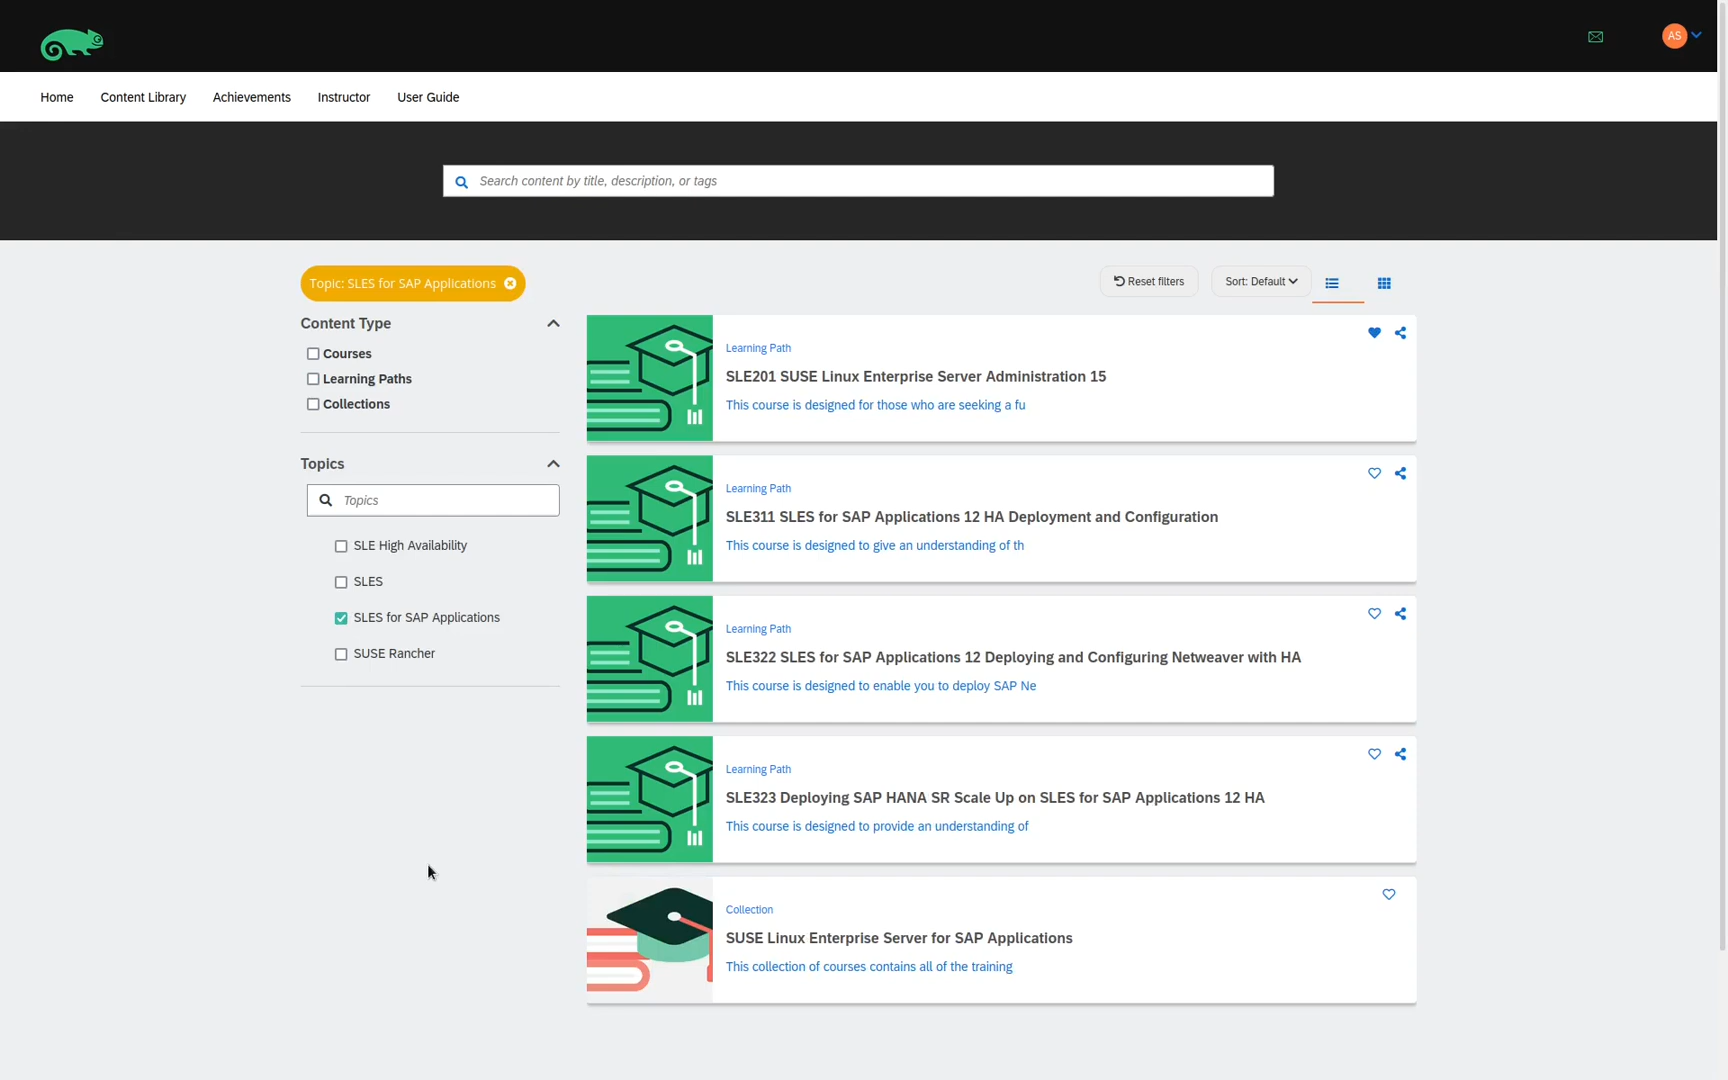 AS
Home
Content Library
Achievements
Instructor
User Guide
Search content by title, description, or tags
Topic: SLES for SAP Applications
Reset filters
Sort: Default
Content Type
Courses
Learning Paths
Collections
Topics
Topics
SLE High Availability
SLES
SLES for SAP Applications
SUSE Rancher
Learning Path
SLE201 SUSE Linux Enterprise Server Administration 15
This course is designed for those who are seeking a fu
Learning Path
SLE311 SLES for SAP Applications 12 HA Deployment and Configuration
This course is designed to give an understanding of th
Learning Path
SLE322 SLES for SAP Applications 12 Deploying and Configuring Netweaver with HA
This course is designed to enable you to deploy SAP Ne
Learning Path
SLE323 Deploying SAP HANA SR Scale Up on SLES for SAP Applications 12 HA
This course is designed to provide an understanding of
Collection
SUSE Linux Enterprise Server for SAP Applications
This collection of courses contains all of the training